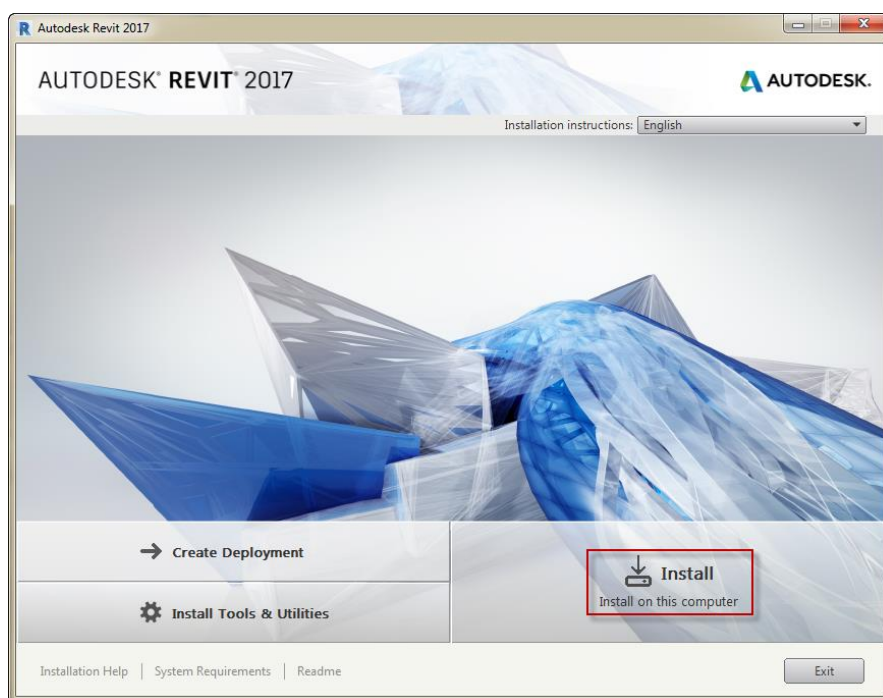 Autodesk Revit 2017
AUTODESK® REVIT® 2017
AUTODESK.
Installation instructions: English
Create Deployment
Install Tools & Utilities
Install
Install on this computer
Installation Help | System Requirements | Readme
Exit